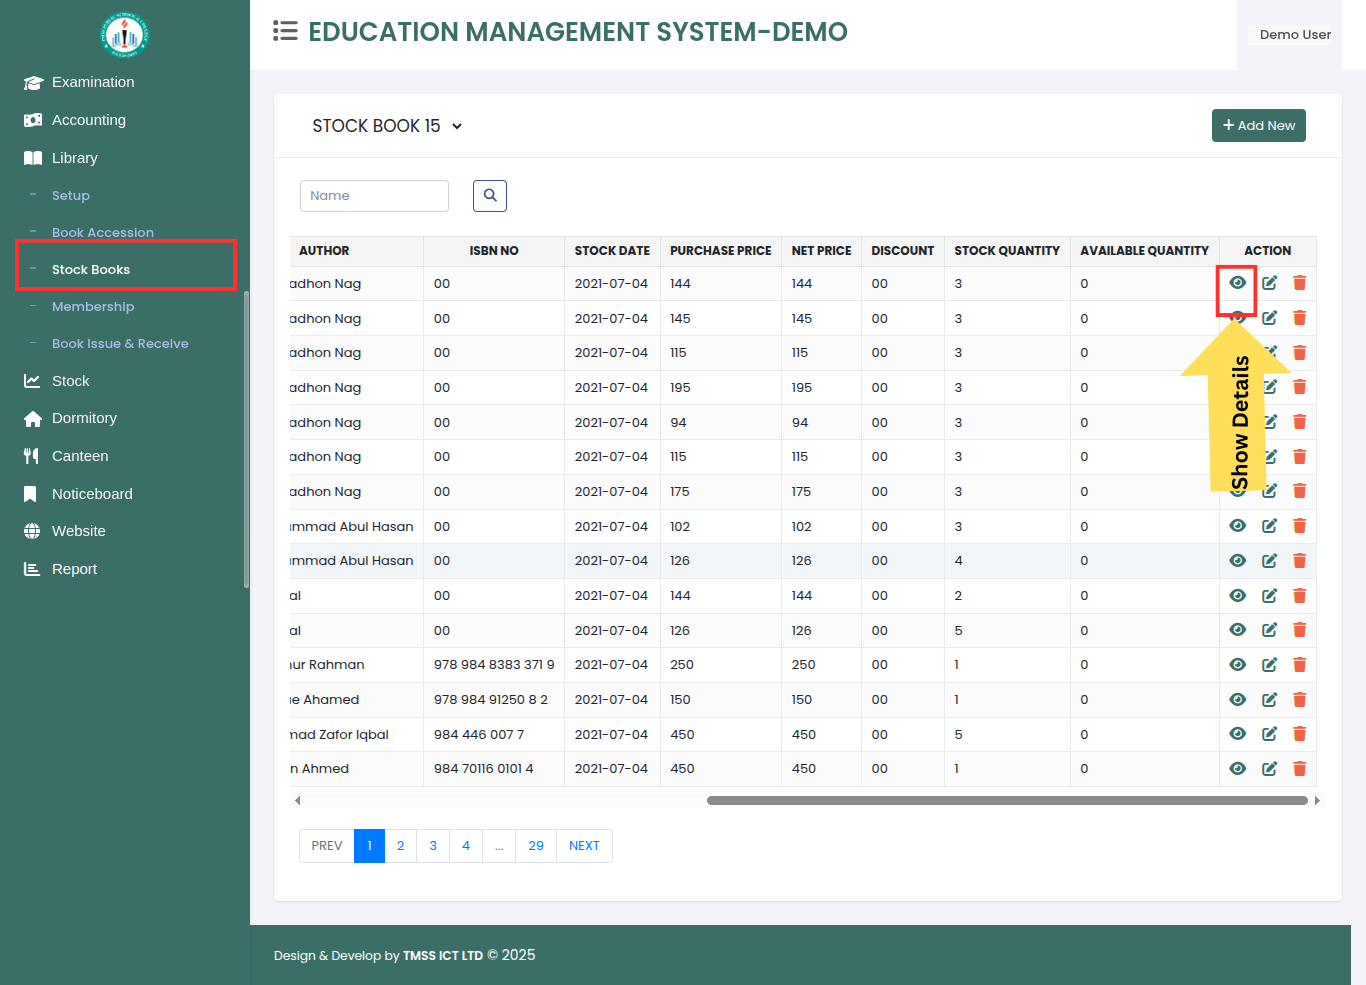 EDUCATION MANAGEMENT SYSTEM-DEMO
Demo User
Examination
Accounting
Library
Setup
Book Accession
Stock Books
Membership
Book Issue & Receive
Stock
Dormitory
Canteen
Noticeboard
Website
Report
STOCK BOOK 15
Add New
Name
AUTHOR ISBN NO STOCK DATE PURCHASE PRICE NET PRICE DISCOUNT STOCK QUANTITY AVAILABLE QUANTITY ACTION
adhon Nag 00 2021-07-04 144 144 00 3 0
adhon Nag 00 2021-07-04 145 145 00 3 0
adhon Nag 00 2021-07-04 115 115 00 3 0
adhon Nag 00 2021-07-04 195 195 00 3 0
adhon Nag 00 2021-07-04 94 94 00 3 0
adhon Nag 00 2021-07-04 115 115 00 3 0
adhon Nag 00 2021-07-04 175 175 00 3 0
ammad Abul Hasan 00 2021-07-04 102 102 00 3 0
ammad Abul Hasan 00 2021-07-04 126 126 00 4 0
al 00 2021-07-04 144 144 00 2 0
al 00 2021-07-04 126 126 00 5 0
ur Rahman 978 984 8383 371 9 2021-07-04 250 250 00 1 0
e Ahamed 978 984 91250 8 2 2021-07-04 150 150 00 1 0
mad Zafor Iqbal 984 446 007 7 2021-07-04 450 450 00 5 0
n Ahmed 984 70116 0101 4 2021-07-04 450 450 00 1 0
Show Details
PREV 1 2 3 4 ... 29 NEXT
Design & Develop by TMSS ICT LTD © 2025